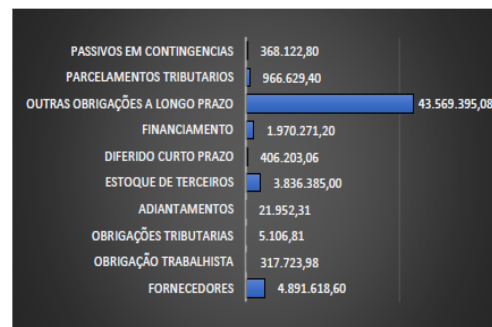 PASSIVOS EM CONTINGENCIAS 368.122,80
PARCELAMENTOS TRIBUTARIOS 966.629,40
OUTRAS OBRIGAÇÕES A LONGO PRAZO 43.569.395,08
FINANCIAMENTO 1.970.271,20
DIFERIDO CURTO PRAZO 406.203,06
ESTOQUE DE TERCEIROS 3.836.385,00
ADIANTAMENTOS 21.952,31
OBRIGAÇÕES TRIBUTARIAS 5.106,81
OBRIGAÇÃO TRABALHISTA 317.723,98
FORNECEDORES 4.891.618,60